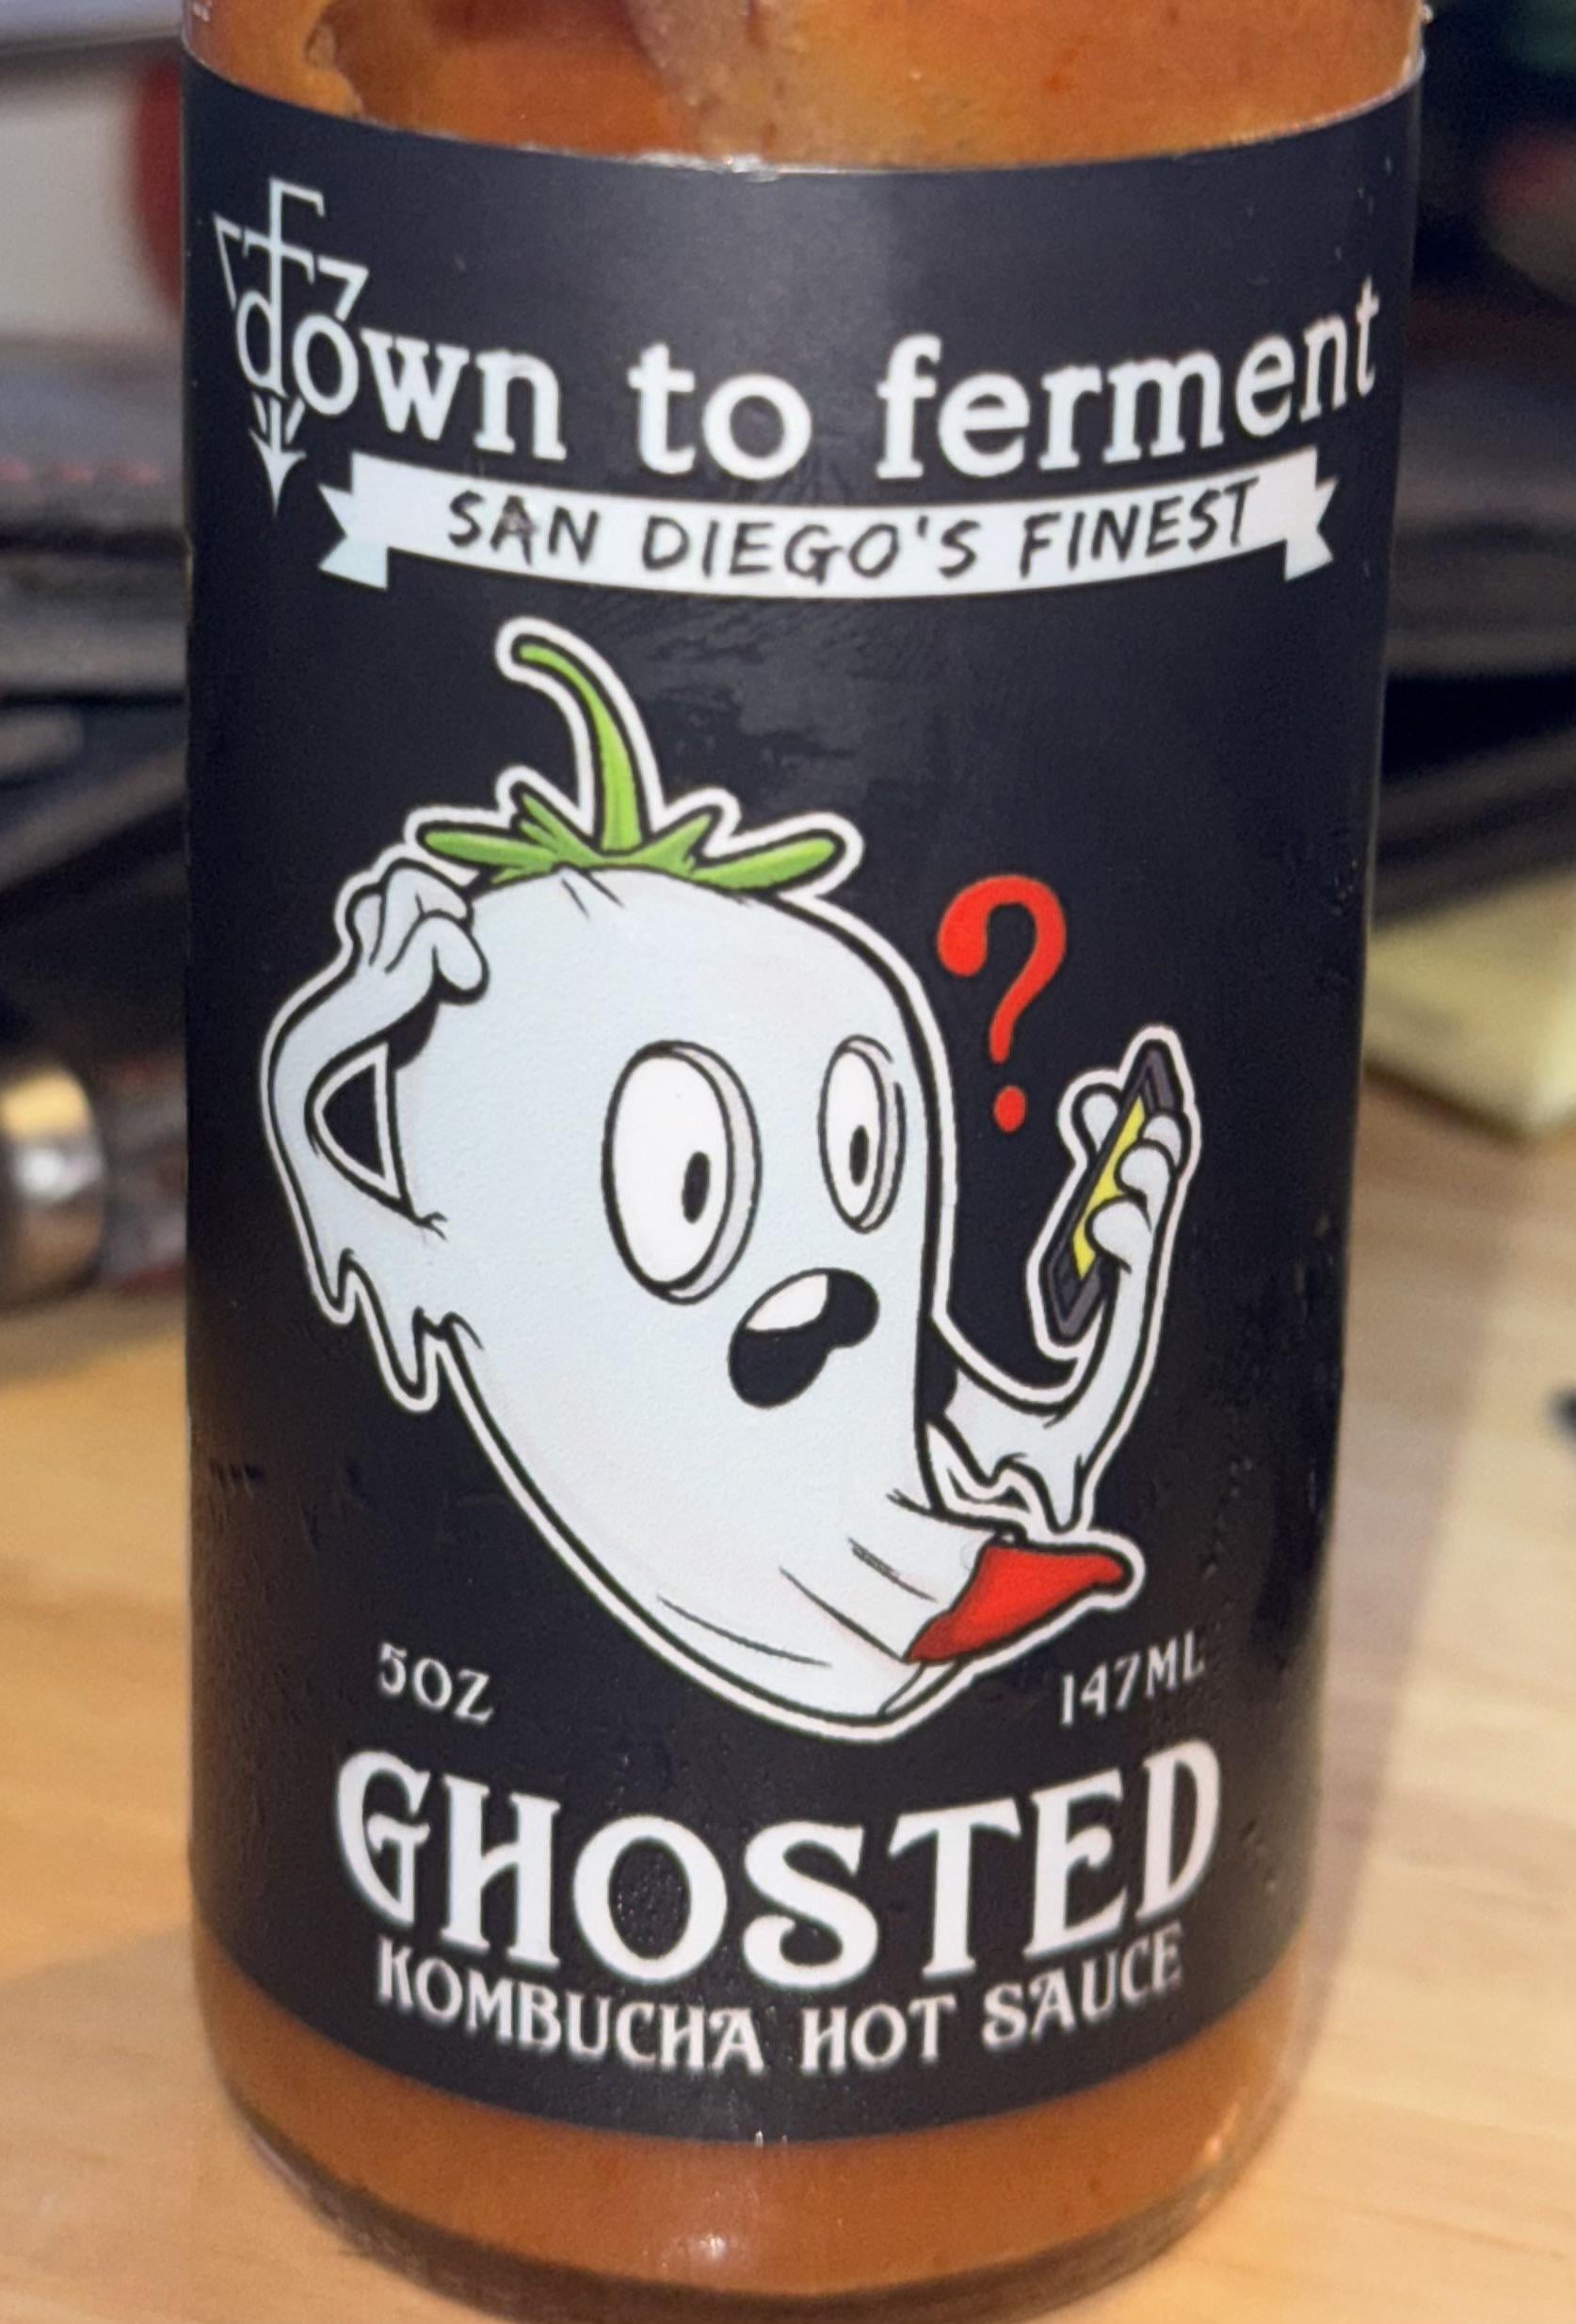 down to ferment
SAN DIEGO'S FINEST
?
5OZ 147ML
GHOSTED
KOMBUCHA HOT SAUCE